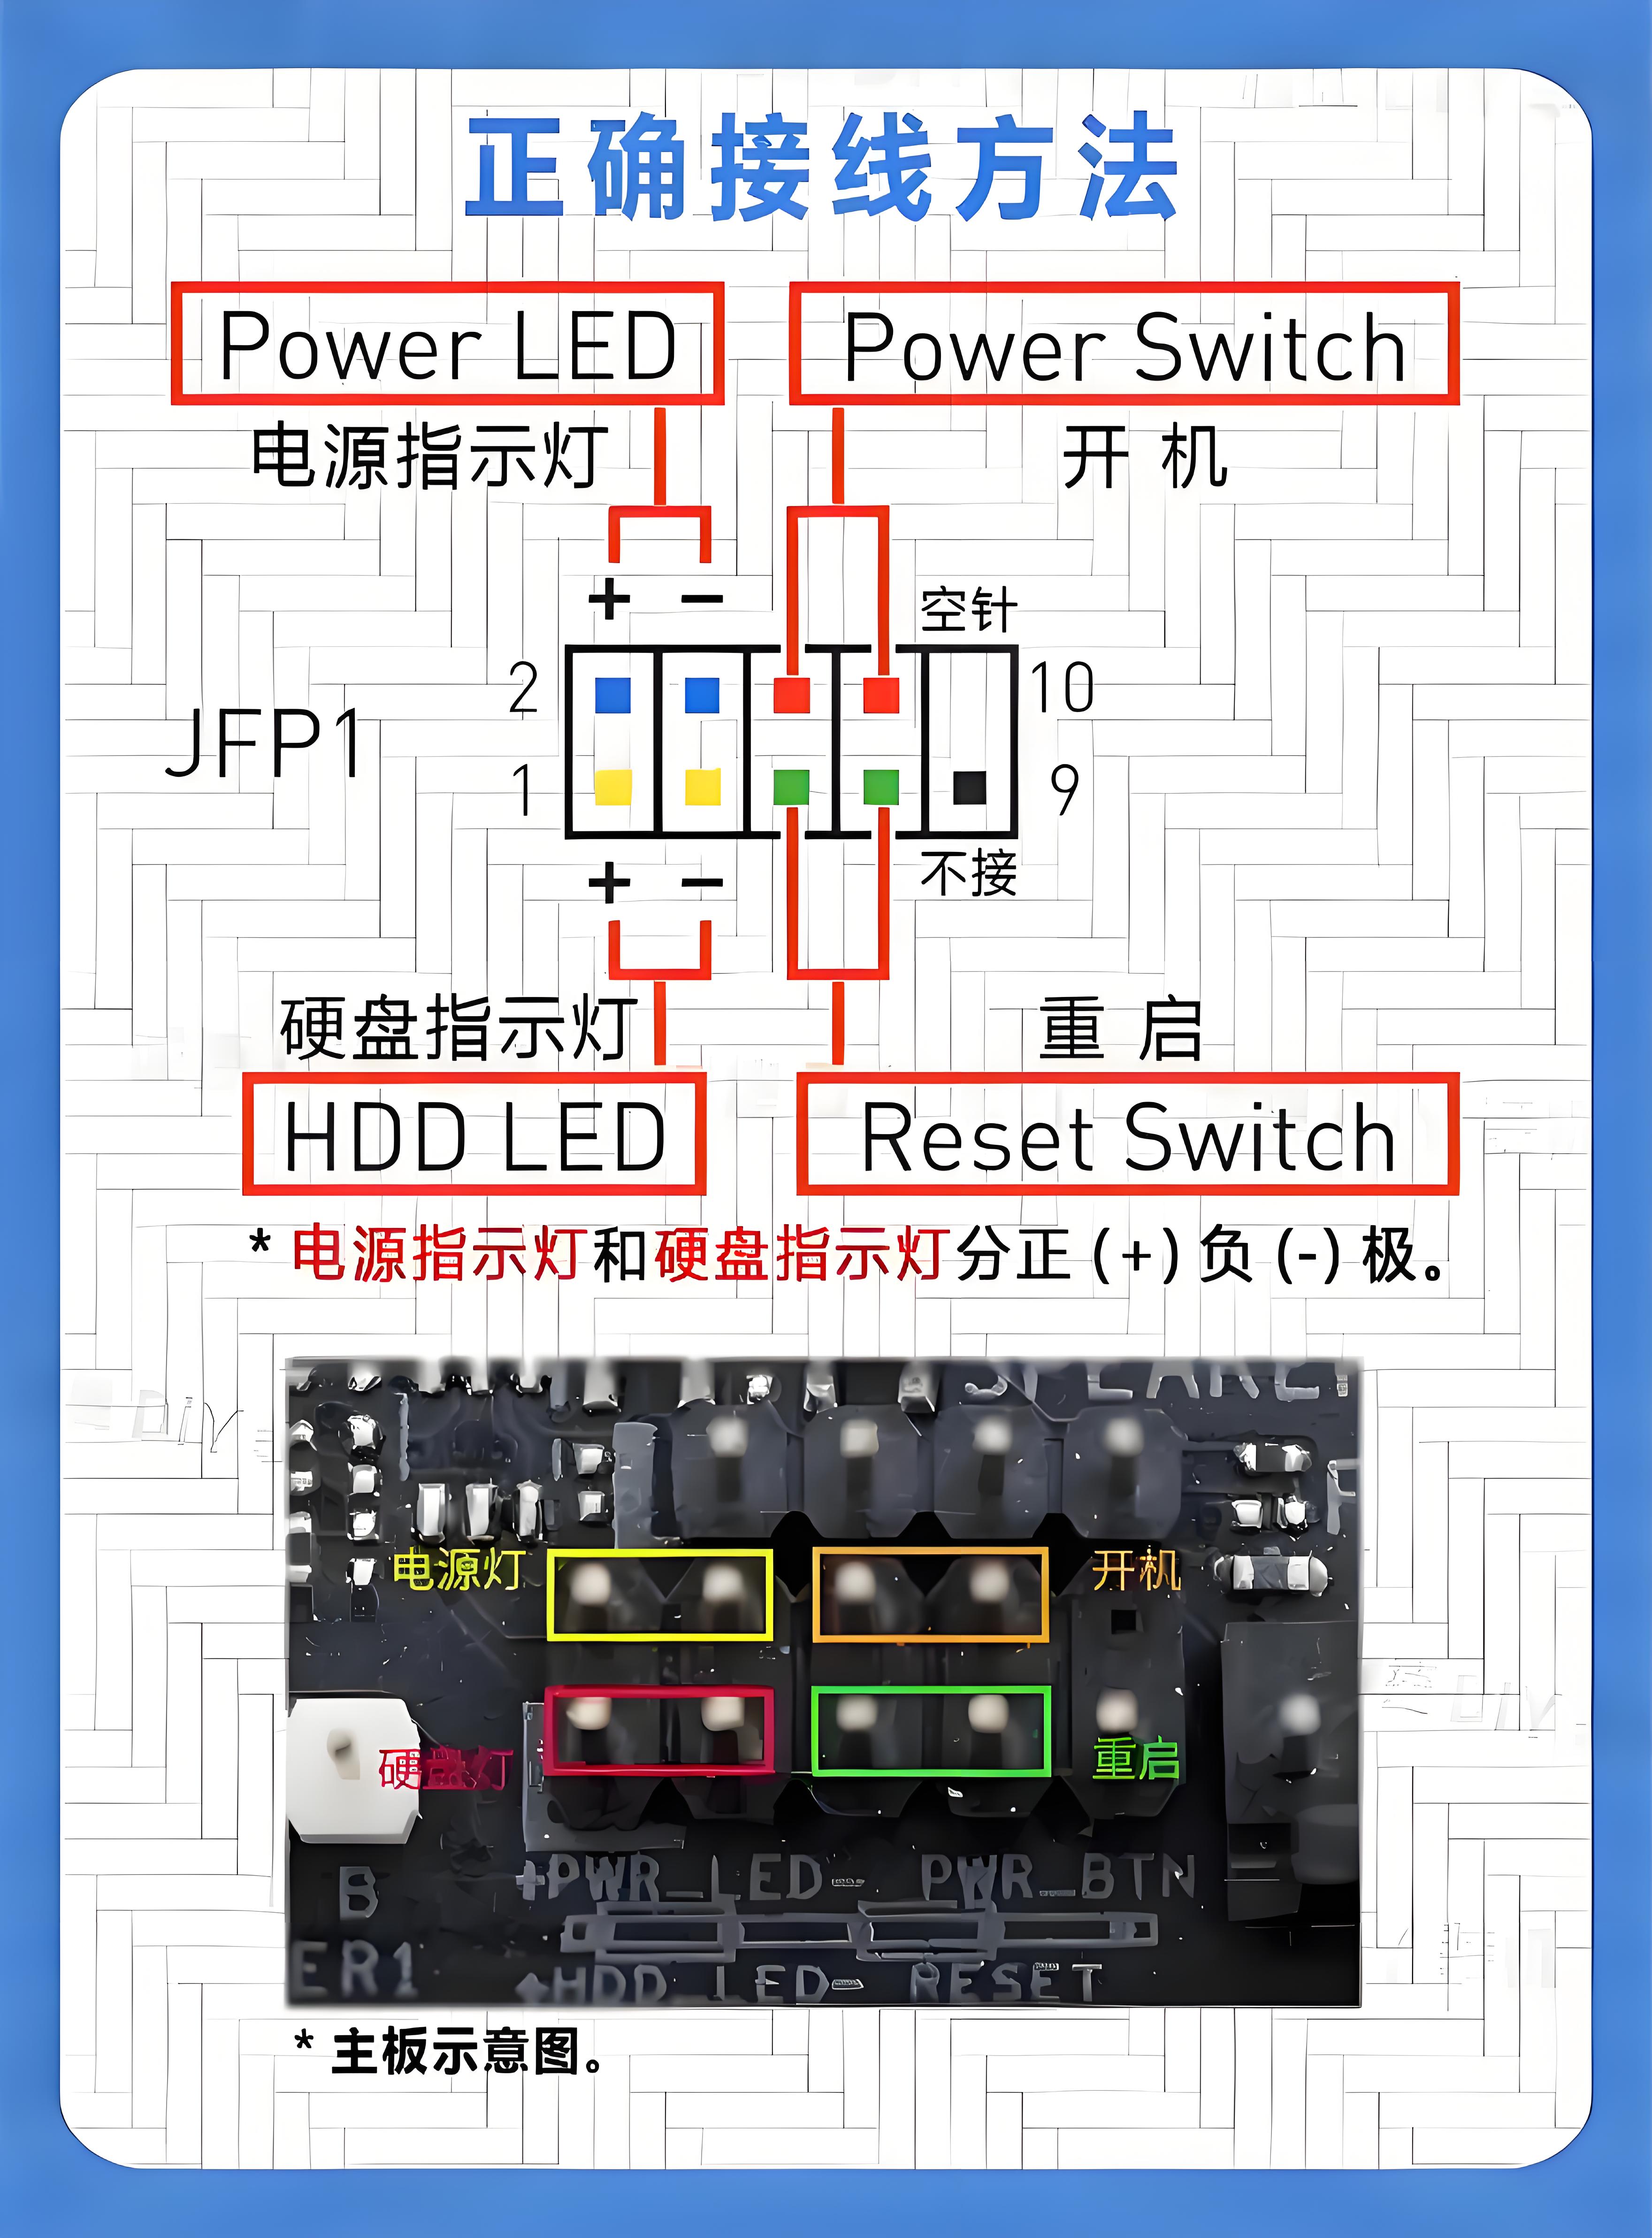 正确接线方法
Power LED
Power Switch
电源指示灯
开 机
+ −
空针
2
10
JFP1
1
9
+ −
不接
硬盘指示灯
重 启
HDD LED
Reset Switch
* 电源指示灯和硬盘指示灯分正(+)负(-)极。
电源灯
开机
硬盘灯
重启
+PWR_LED- PWR_BTN
B
ER1
+HDD_LED- RESET
* 主板示意图。